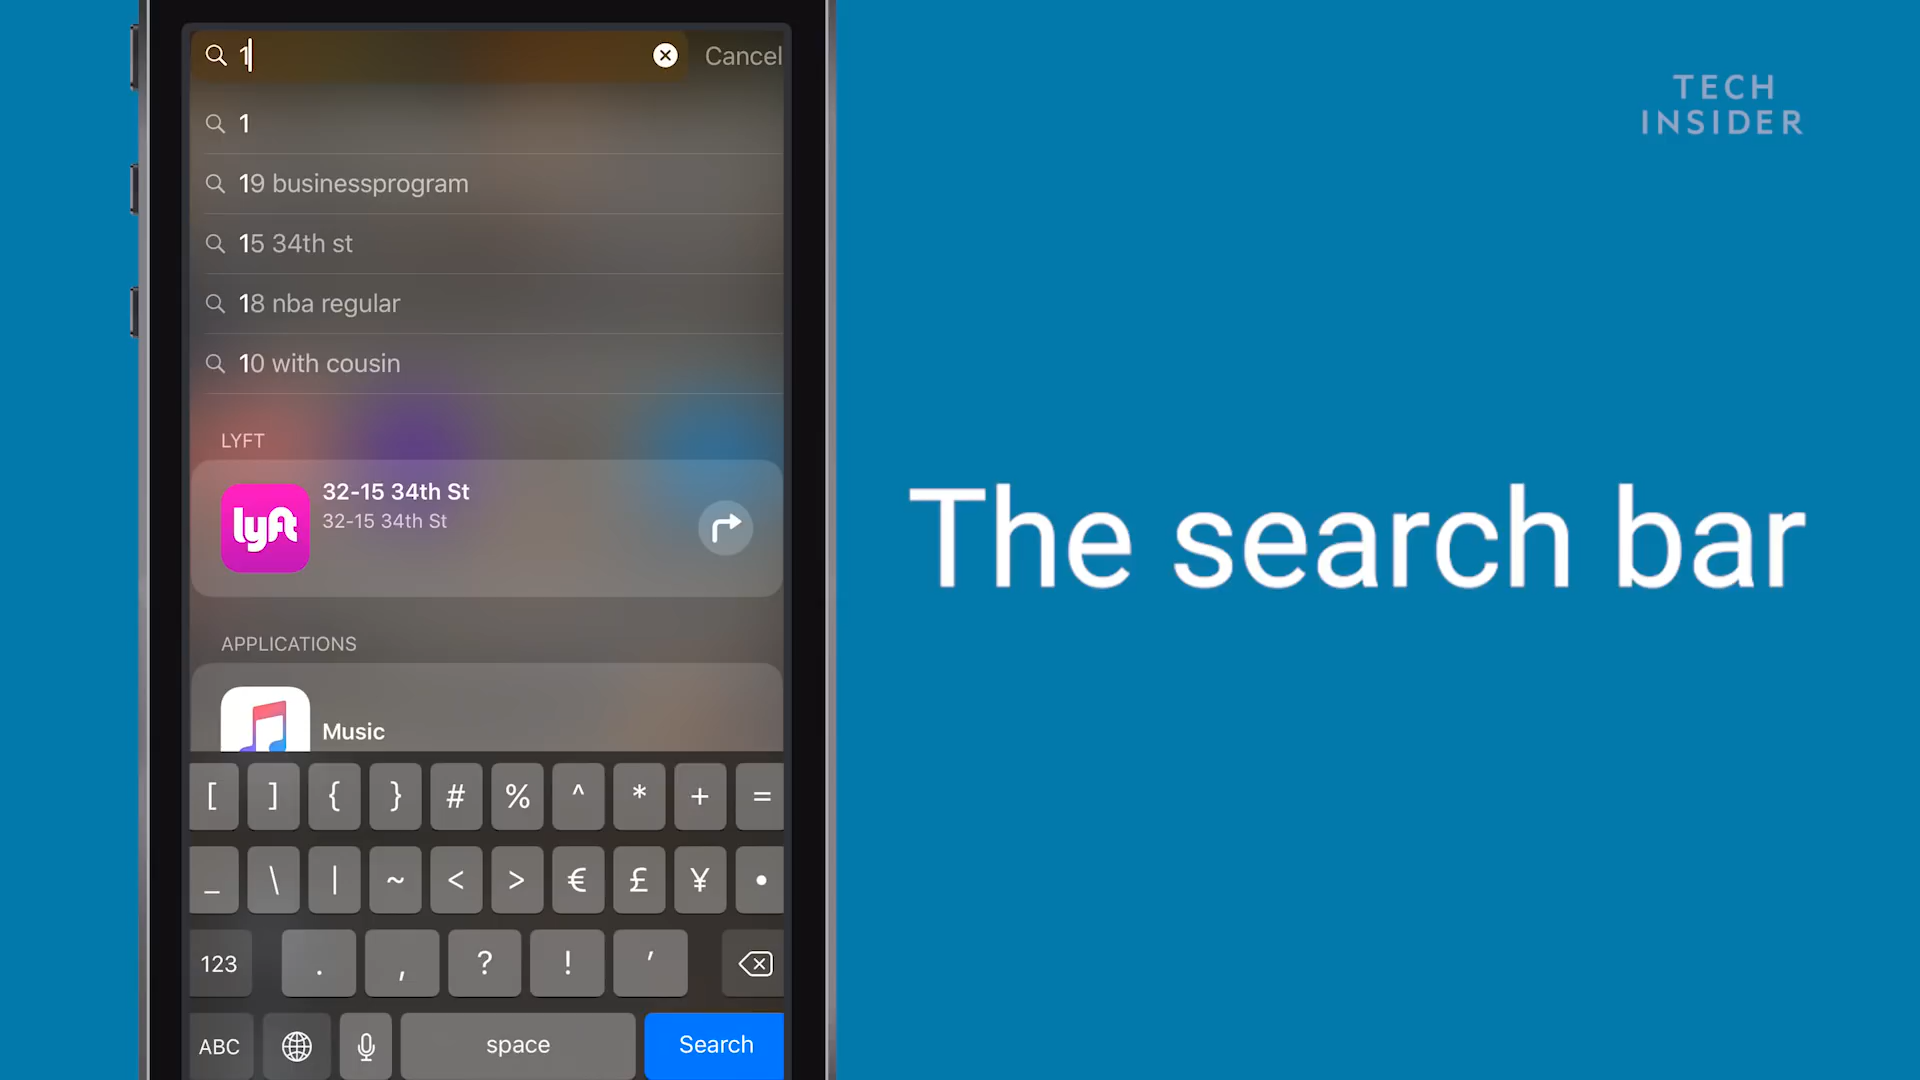 1
Cancel
1
19 businessprogram
15 34th st
18 nba regular
10 with cousin
LYFT
lyft
32-15 34th St
32-15 34th St
APPLICATIONS
Music
[ ] { } # % ^ * + =
_ \ | ~ < > € £ ¥ •
123 . , ? ! '
ABC space Search
TECH
INSIDER
The search bar